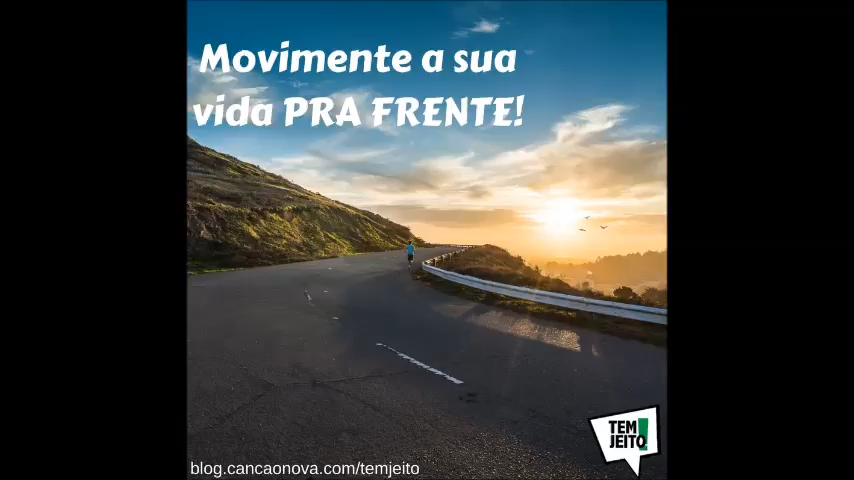 Movimente a sua
vida PRA FRENTE!
TEM
JEITO!
blog.cancaonova.com/temjeito